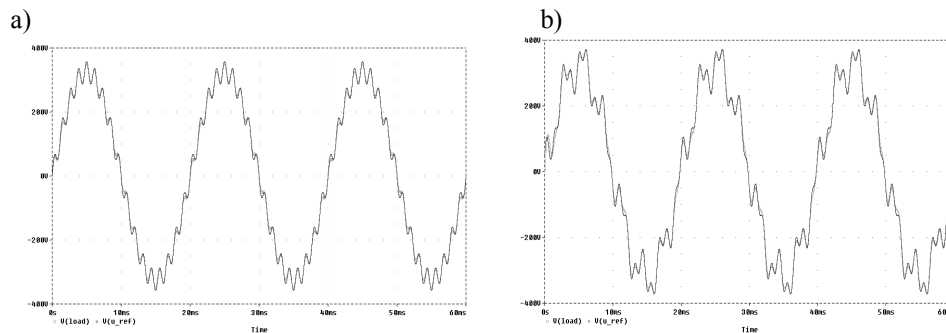 a)
400V
200V
0V
-200V
-400V
0s 10ms 20ms 30ms 40ms 50ms 60ms
V(load) V(u_ref)
Time
b)
400V
200V
0V
-200V
-400V
0s 10ms 20ms 30ms 40ms 50ms 60ms
V(load) V(u_ref)
Time